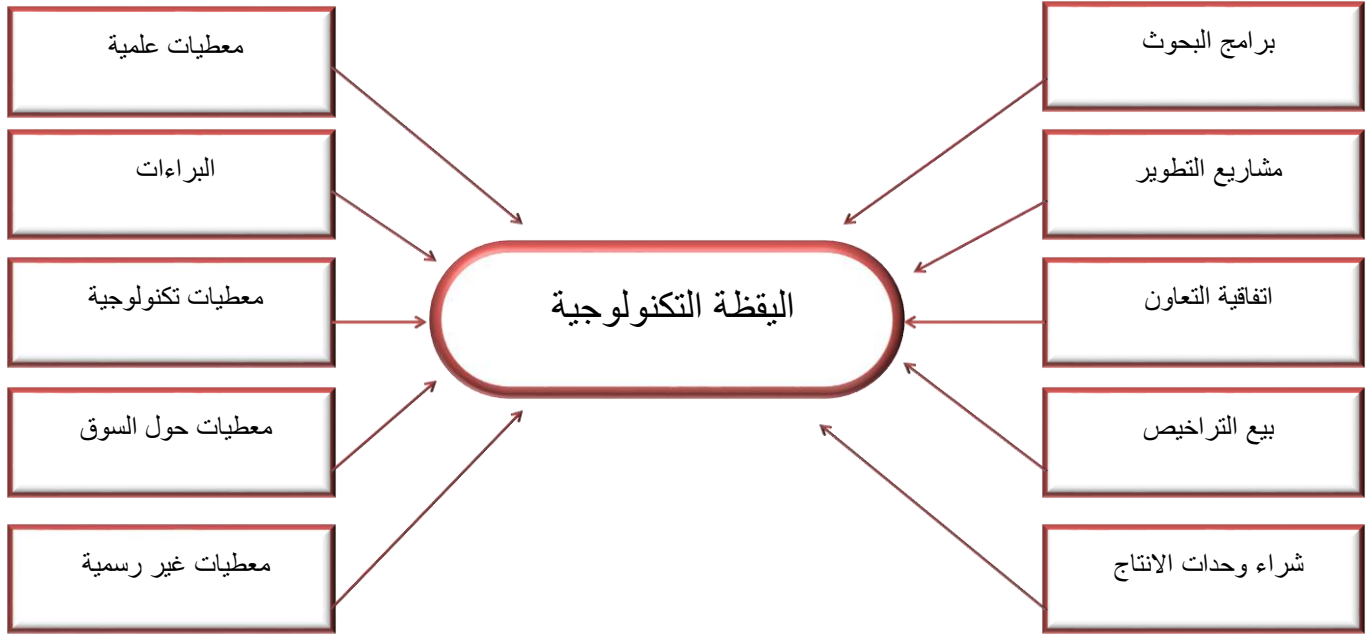 برامج البحوث
معطيات علمية
مشاريع التطوير
البراءات
اتفاقية التعاون
اليقظة التكنولوجية
معطيات تكنولوجية
بيع التراخيص
معطيات حول السوق
شراء وحدات الانتاج
معطيات غير رسمية